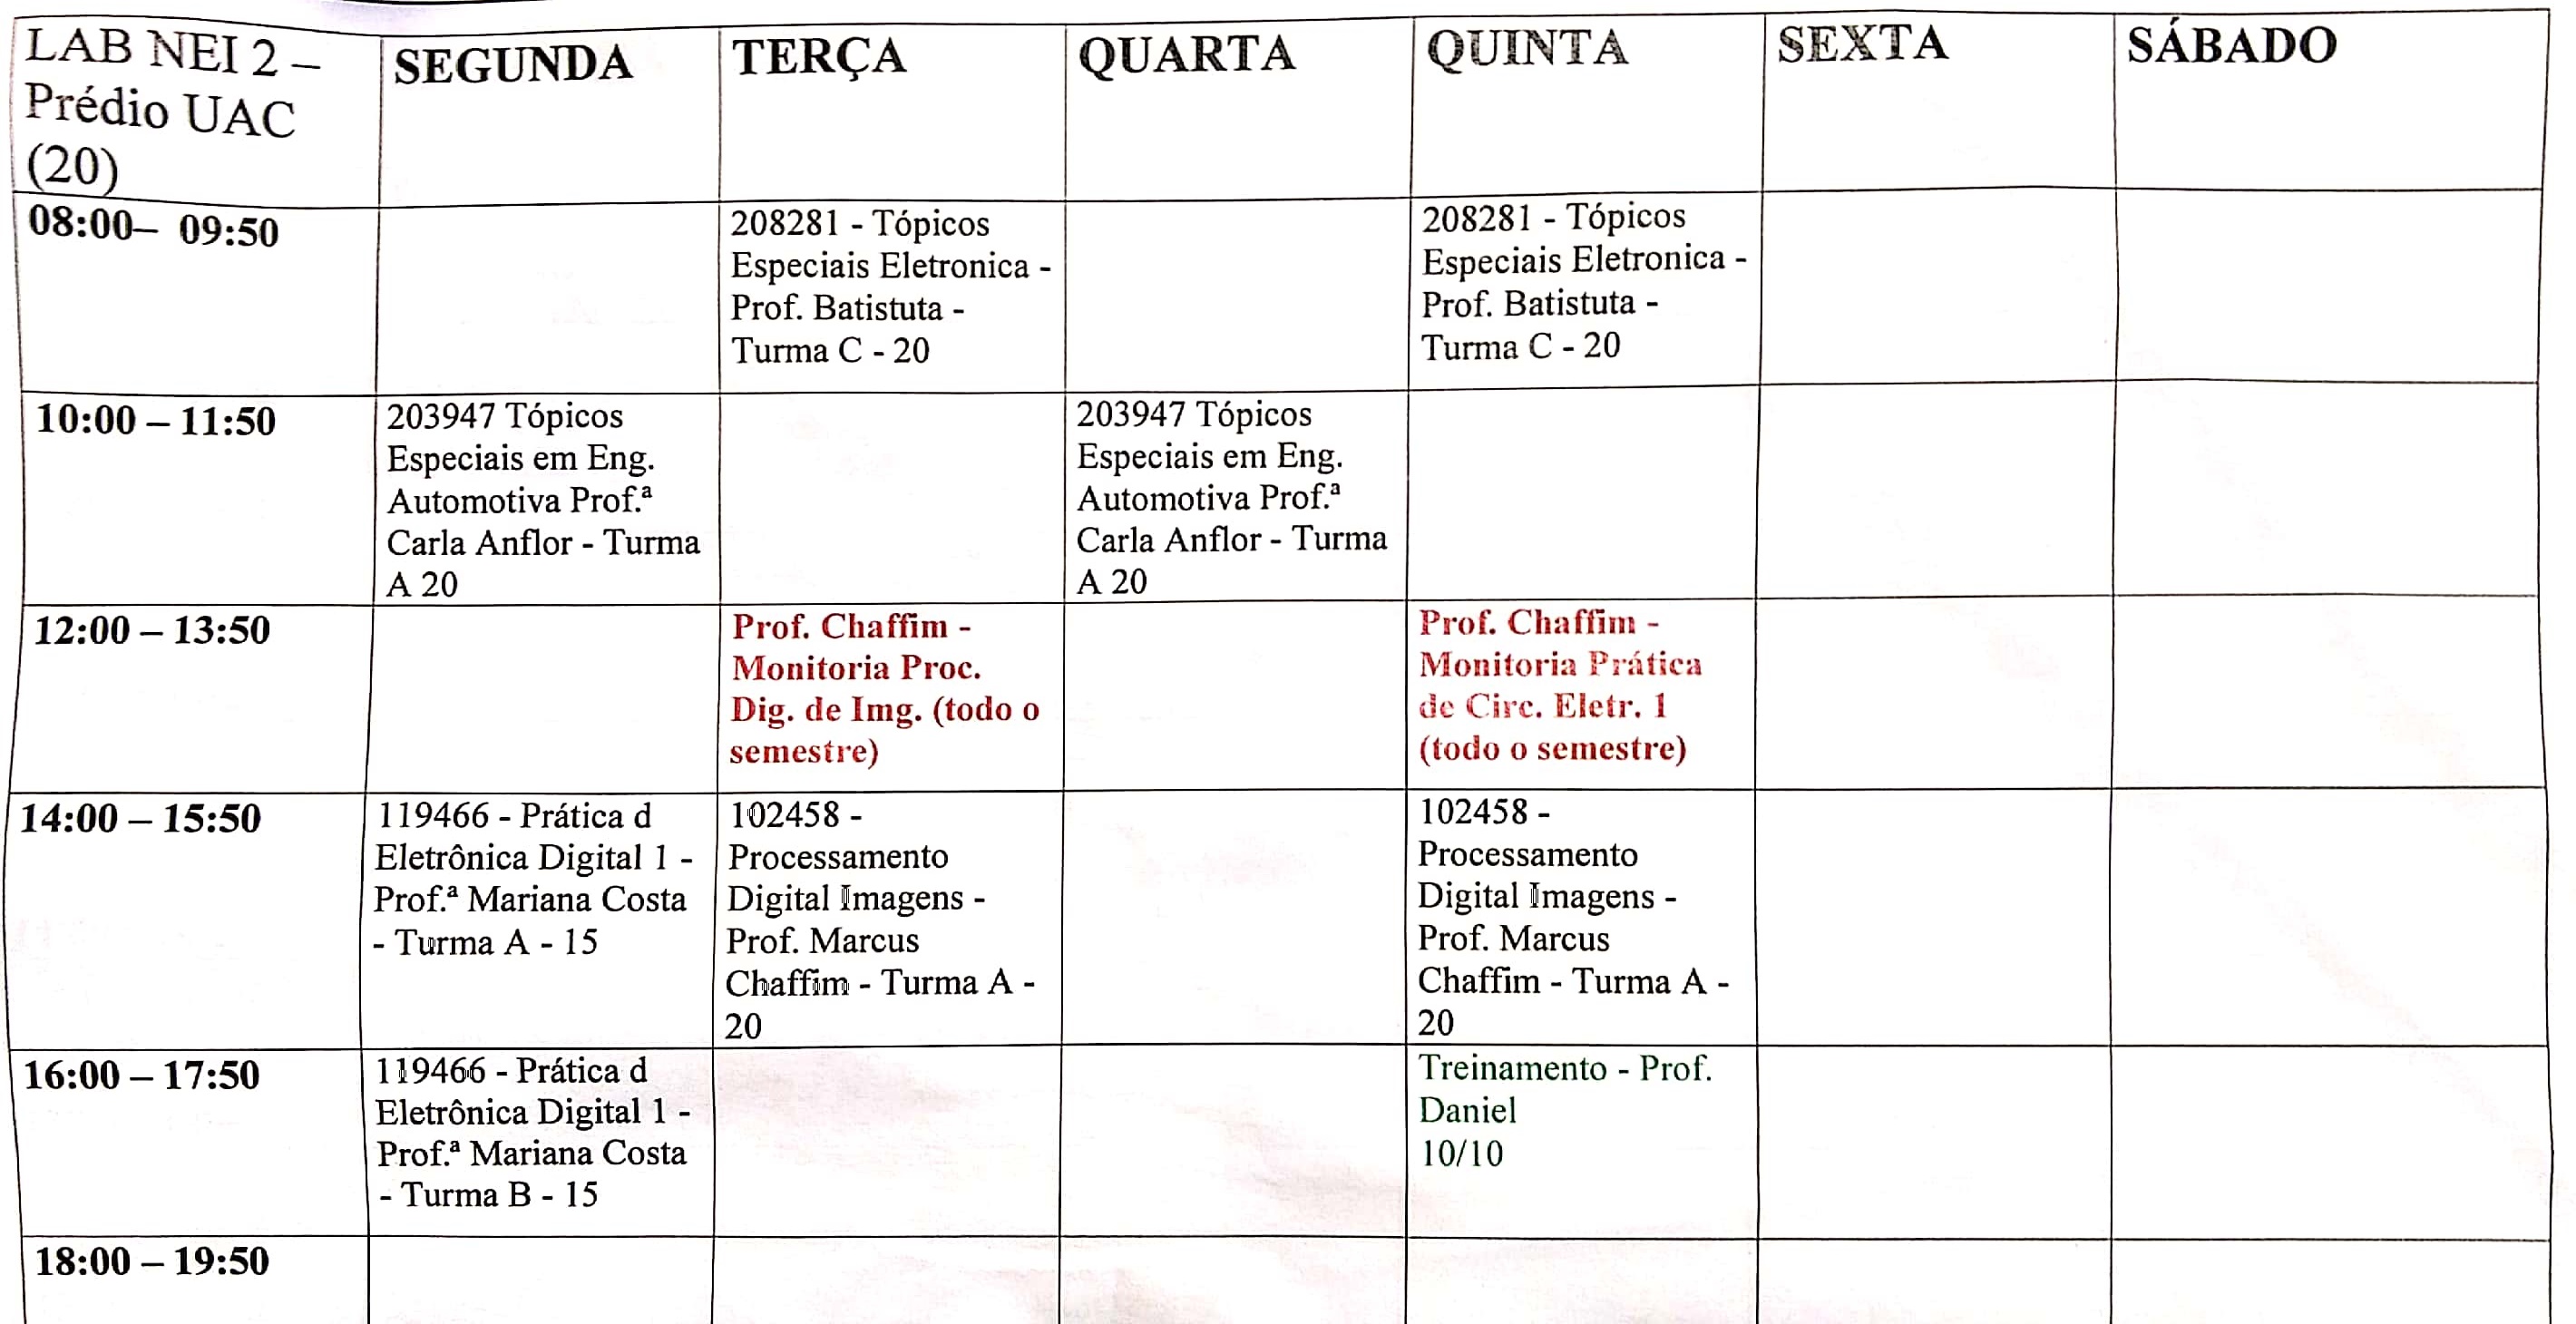 LAB NEI 2 –
Prédio UAC
(20)
SEGUNDA
TERÇA
QUARTA
QUINTA
SEXTA
SÁBADO
08:00– 09:50
208281 - Tópicos
Especiais Eletronica -
Prof. Batistuta -
Turma C - 20
208281 - Tópicos
Especiais Eletronica -
Prof. Batistuta -
Turma C - 20
10:00 – 11:50
203947 Tópicos
Especiais em Eng.
Automotiva Prof.ª
Carla Anflor - Turma
A 20
203947 Tópicos
Especiais em Eng.
Automotiva Prof.ª
Carla Anflor - Turma
A 20
12:00 – 13:50
Prof. Chaffim -
Monitoria Proc.
Dig. de Img. (todo o
semestre)
Prof. Chaffim -
Monitoria Prática
de Circ. Eletr. 1
(todo o semestre)
14:00 – 15:50
119466 - Prática d
Eletrônica Digital 1 -
Prof.ª Mariana Costa
- Turma A - 15
102458 -
Processamento
Digital Imagens -
Prof. Marcus
Chaffim - Turma A -
20
102458 -
Processamento
Digital Imagens -
Prof. Marcus
Chaffim - Turma A -
20
16:00 – 17:50
119466 - Prática d
Eletrônica Digital 1 -
Prof.ª Mariana Costa
- Turma B - 15
Treinamento - Prof.
Daniel
10/10
18:00 – 19:50